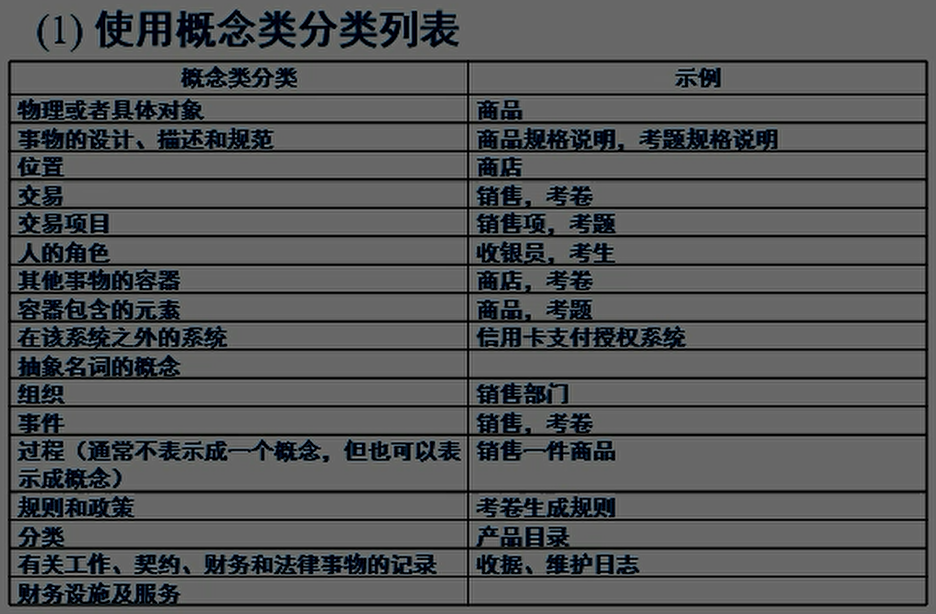 (1) 使用概念类分类列表
概念类分类 示例
物理或者具体对象 商品
事物的设计、描述和规范 商品规格说明，考题规格说明
位置 商店
交易 销售，考卷
交易项目 销售项，考题
人的角色 收银员，考生
其他事物的容器 商店，考卷
容器包含的元素 商品，考题
在该系统之外的系统 信用卡支付授权系统
抽象名词的概念
组织 销售部门
事件 销售，考卷
过程（通常不表示成一个概念，但也可以表 销售一件商品
示成概念）
规则和政策 考卷生成规则
分类 产品目录
有关工作、契约、财务和法律事物的记录 收据、维护日志
财务设施及服务